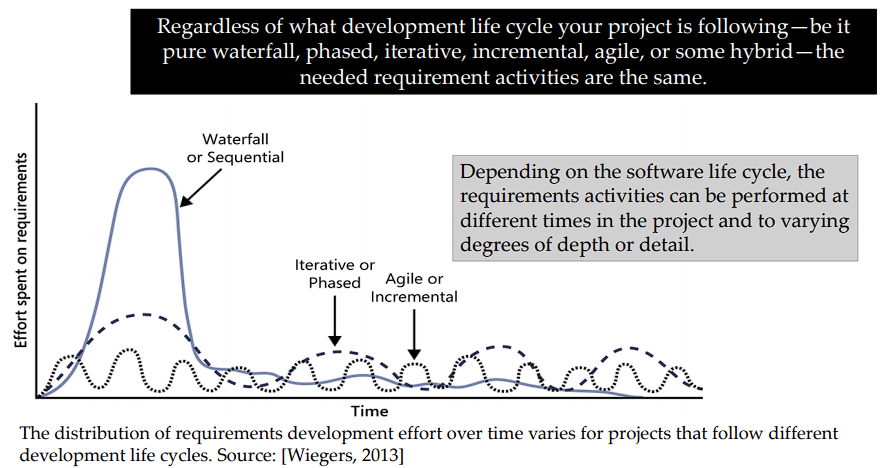 Regardless of what development life cycle your project is following—be it
pure waterfall, phased, iterative, incremental, agile, or some hybrid—the
needed requirement activities are the same.
Effort spent on requirements
Waterfall
or Sequential
Depending on the software life cycle, the
requirements activities can be performed at
different times in the project and to varying
degrees of depth or detail.
Iterative or
Phased
Agile or
Incremental
Time
The distribution of requirements development effort over time varies for projects that follow different
development life cycles. Source: [Wiegers, 2013]